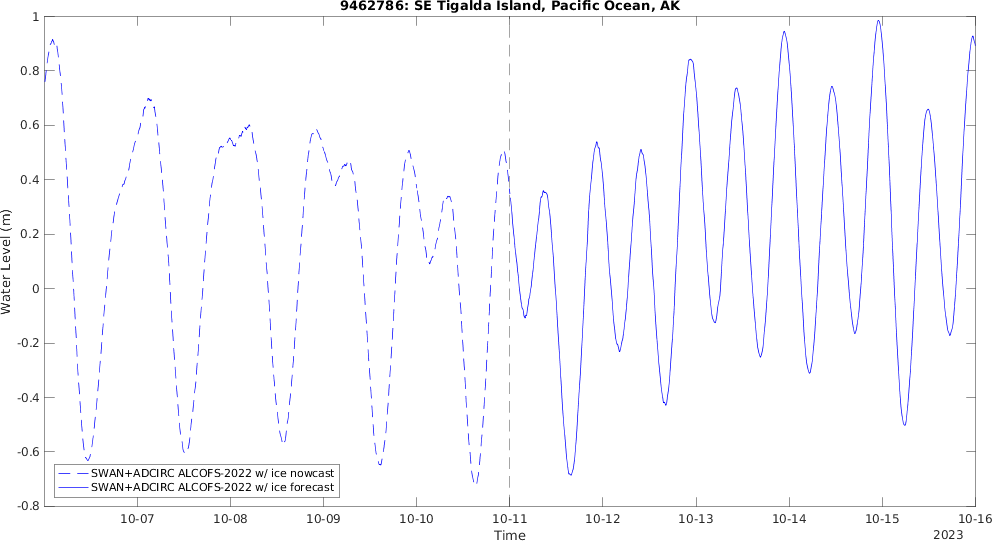 9462786: SE Tigalda Island, Pacific Ocean, AK
Water Level (m)
1
0.8
0.6
0.4
0.2
0
-0.2
-0.4
-0.6
-0.8
SWAN+ADCIRC ALCOFS-2022 w/ ice nowcast
SWAN+ADCIRC ALCOFS-2022 w/ ice forecast
10-07 10-08 10-09 10-10 10-11 10-12 10-13 10-14 10-15 10-16
Time
2023